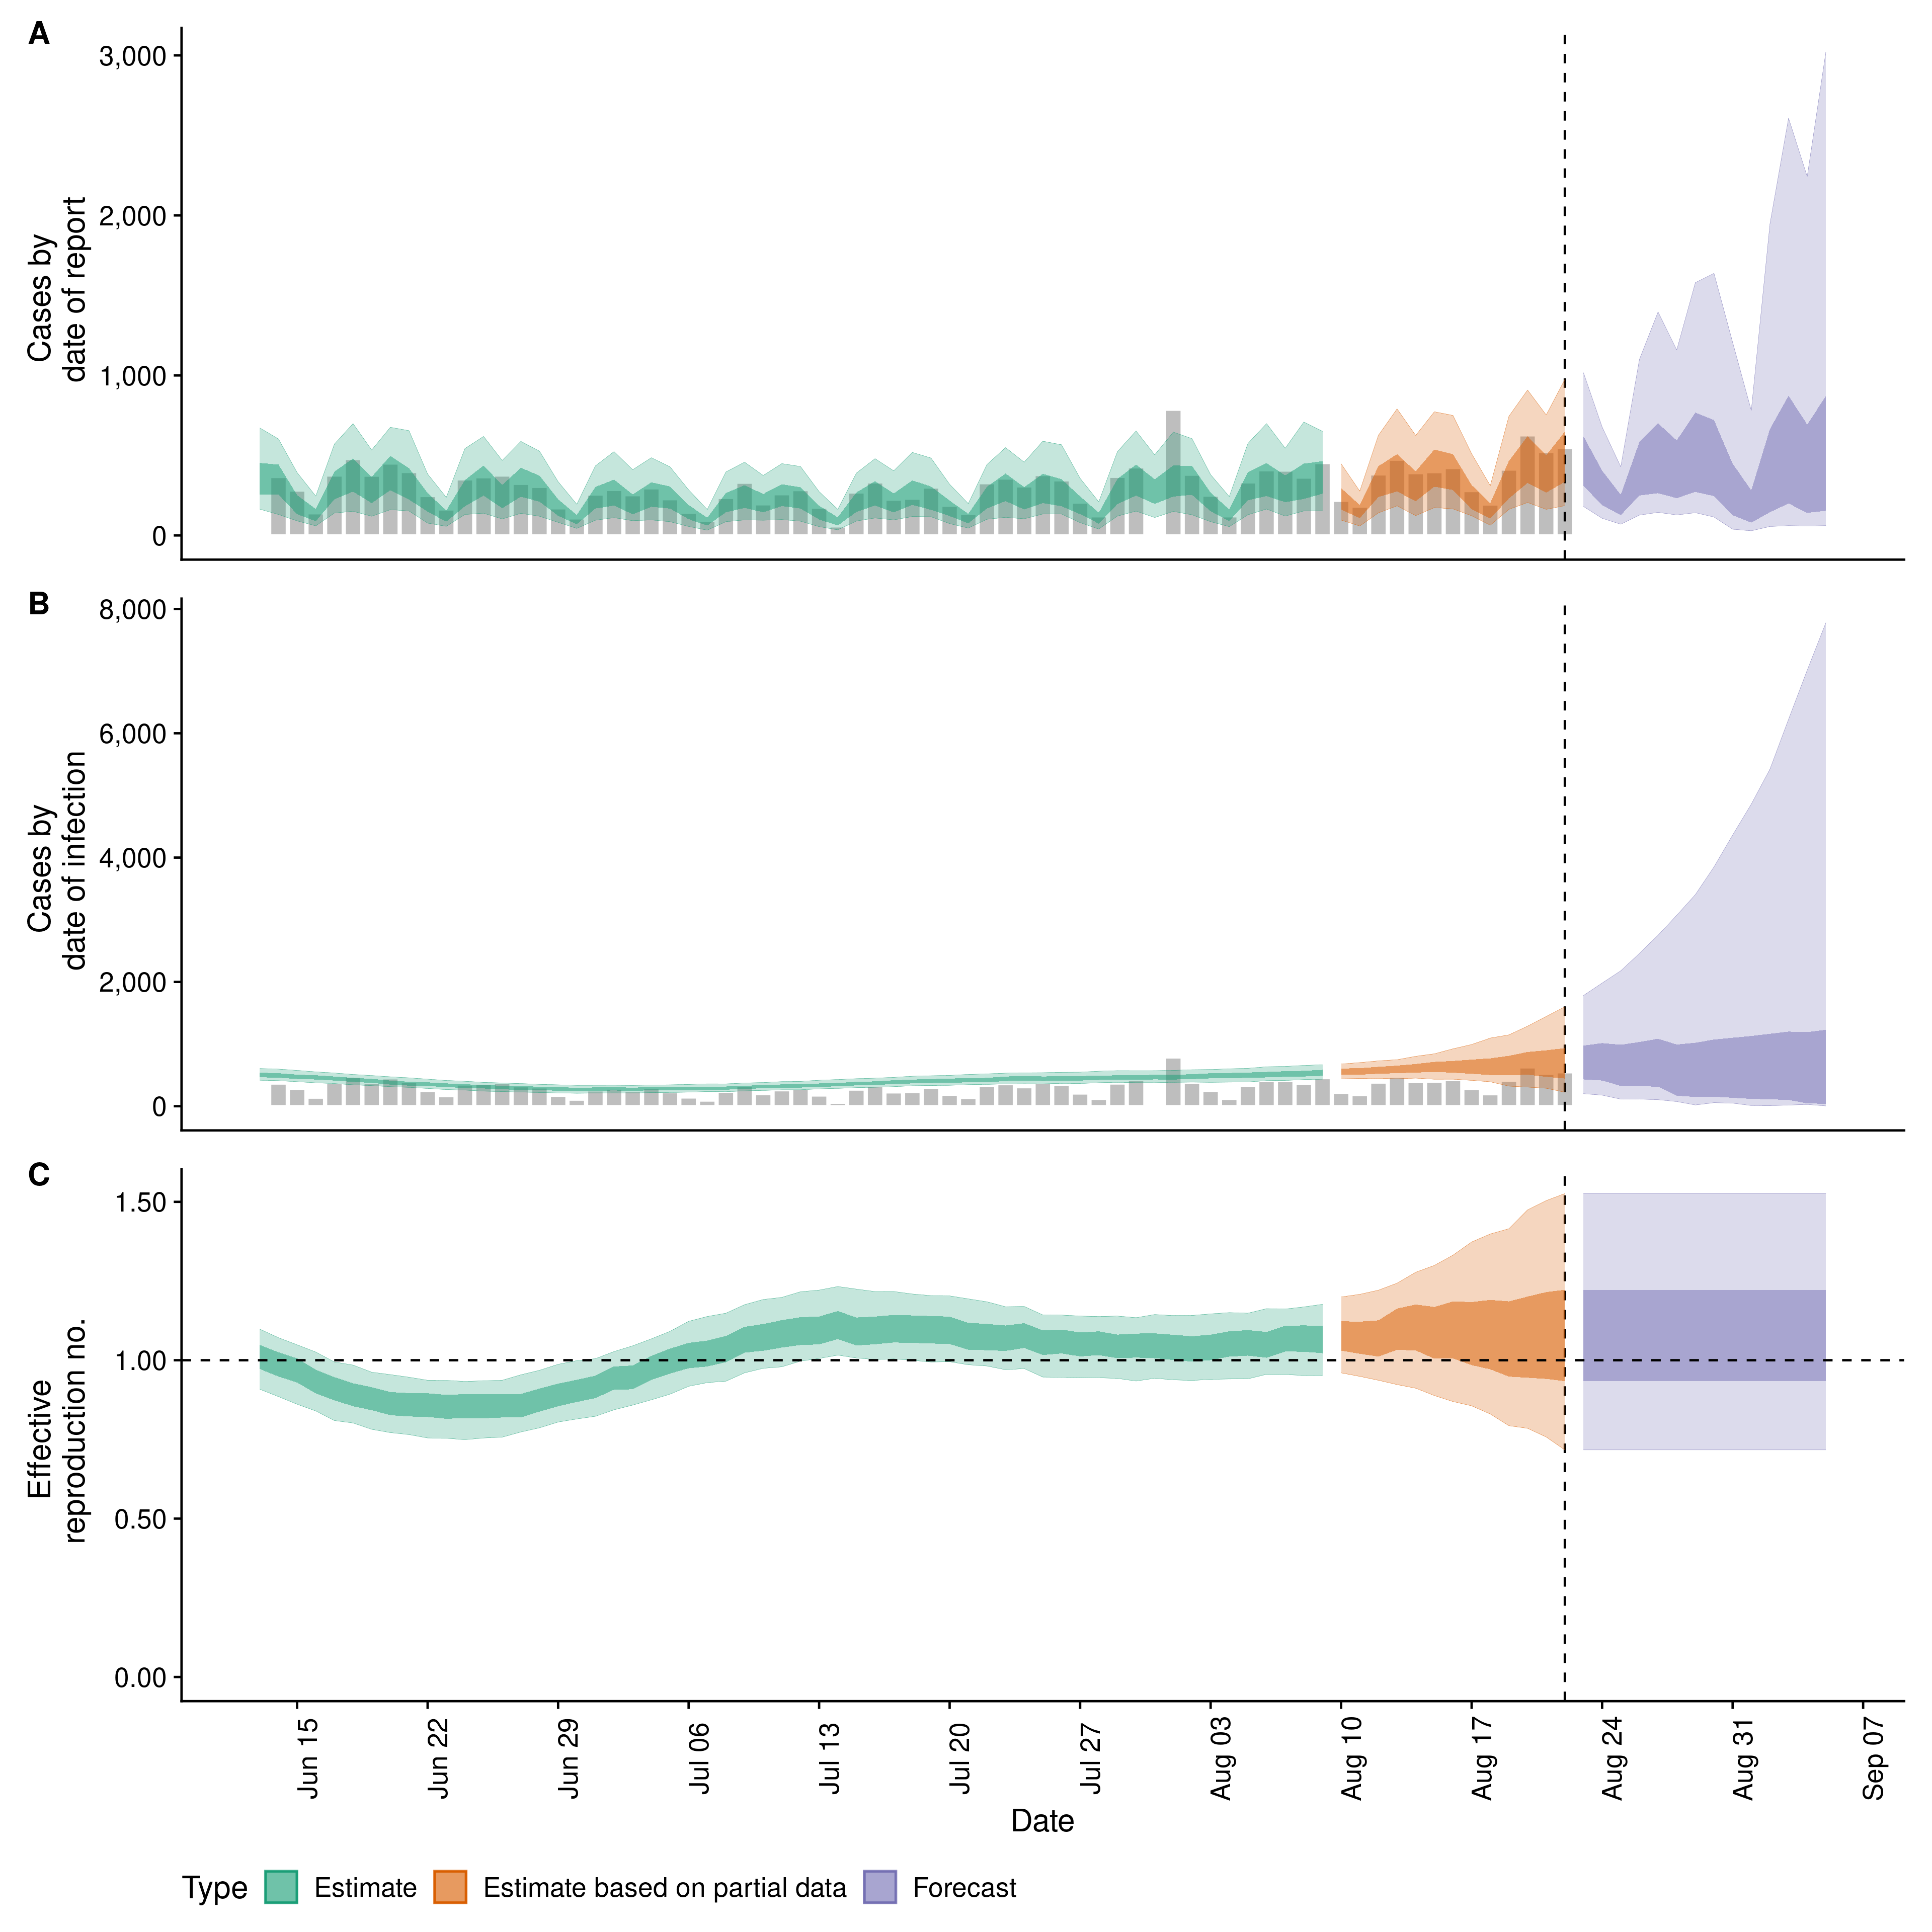 A
3,000
2,000
1,000
0
Cases by
date of report
B
8,000
6,000
4,000
2,000
0
Cases by
date of infection
C
1.50
1.00
0.50
0.00
Effective
reproduction no.
Jun 15
Jun 22
Jun 29
Jul 06
Jul 13
Jul 20
Jul 27
Aug 03
Aug 10
Aug 17
Aug 24
Aug 31
Sep 07
Date
Type Estimate Estimate based on partial data Forecast